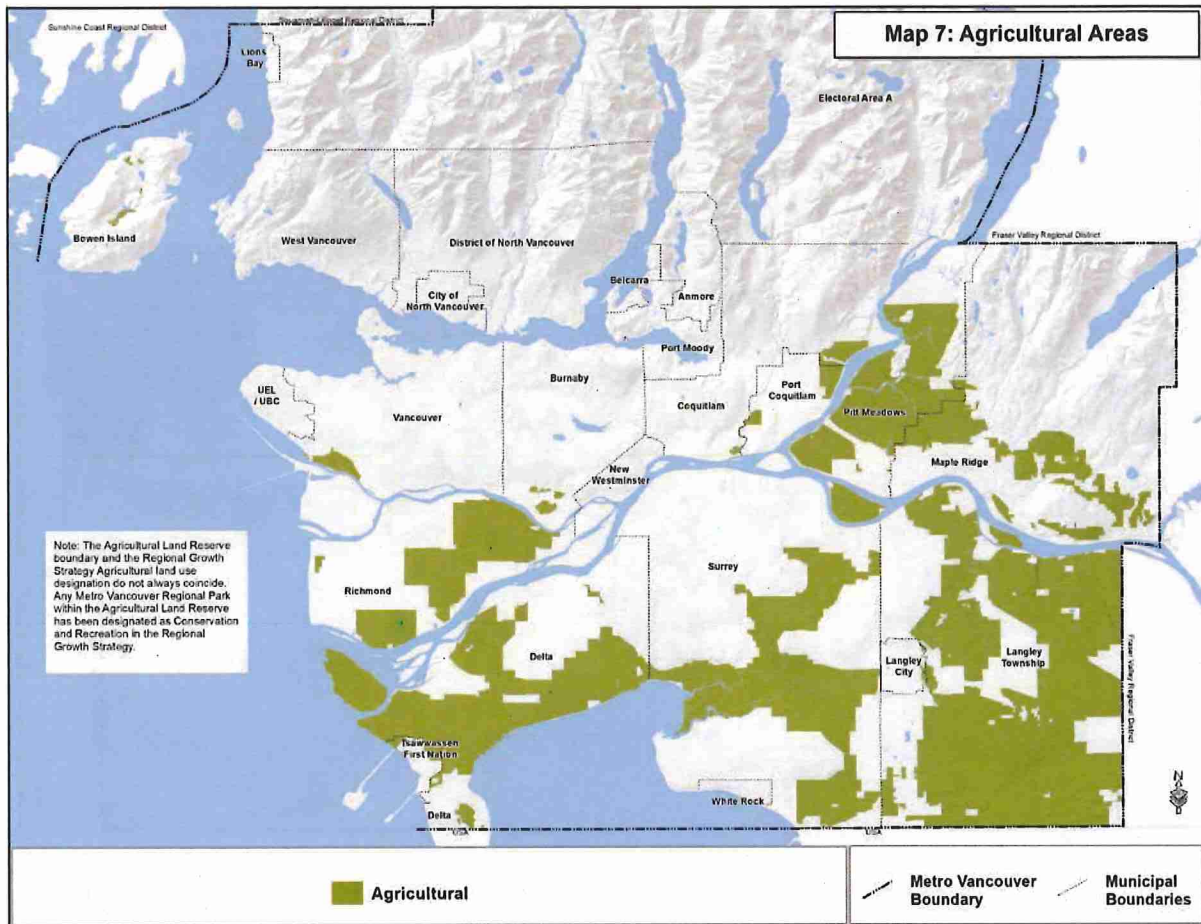 Map 7: Agricultural Areas
Sunshine Coast Regional District
Squamish-Lillooet Regional District
Lions
Bay
Electoral Area A
Bowen Island
West Vancouver
District of North Vancouver
Fraser Valley Regional District
Belcarra
City of
North Vancouver
Anmore
Port Moody
Burnaby
Port
Coquitlam
UEL
/ UBC
Vancouver
Coquitlam
Pitt Meadows
New
Westminster
Maple Ridge
Note: The Agricultural Land Reserve
boundary and the Regional Growth
Strategy Agricultural land use
designation do not always coincide.
Any Metro Vancouver Regional Park
within the Agricultural Land Reserve
has been designated as Conservation
and Recreation in the Regional
Growth Strategy.
Richmond
Surrey
Delta
Langley
City
Langley
Township
Fraser Valley Regional District
Tsawwassen
First Nation
White Rock
Delta
USA
USA
N
Agricultural
Metro Vancouver
Boundary
Municipal
Boundaries